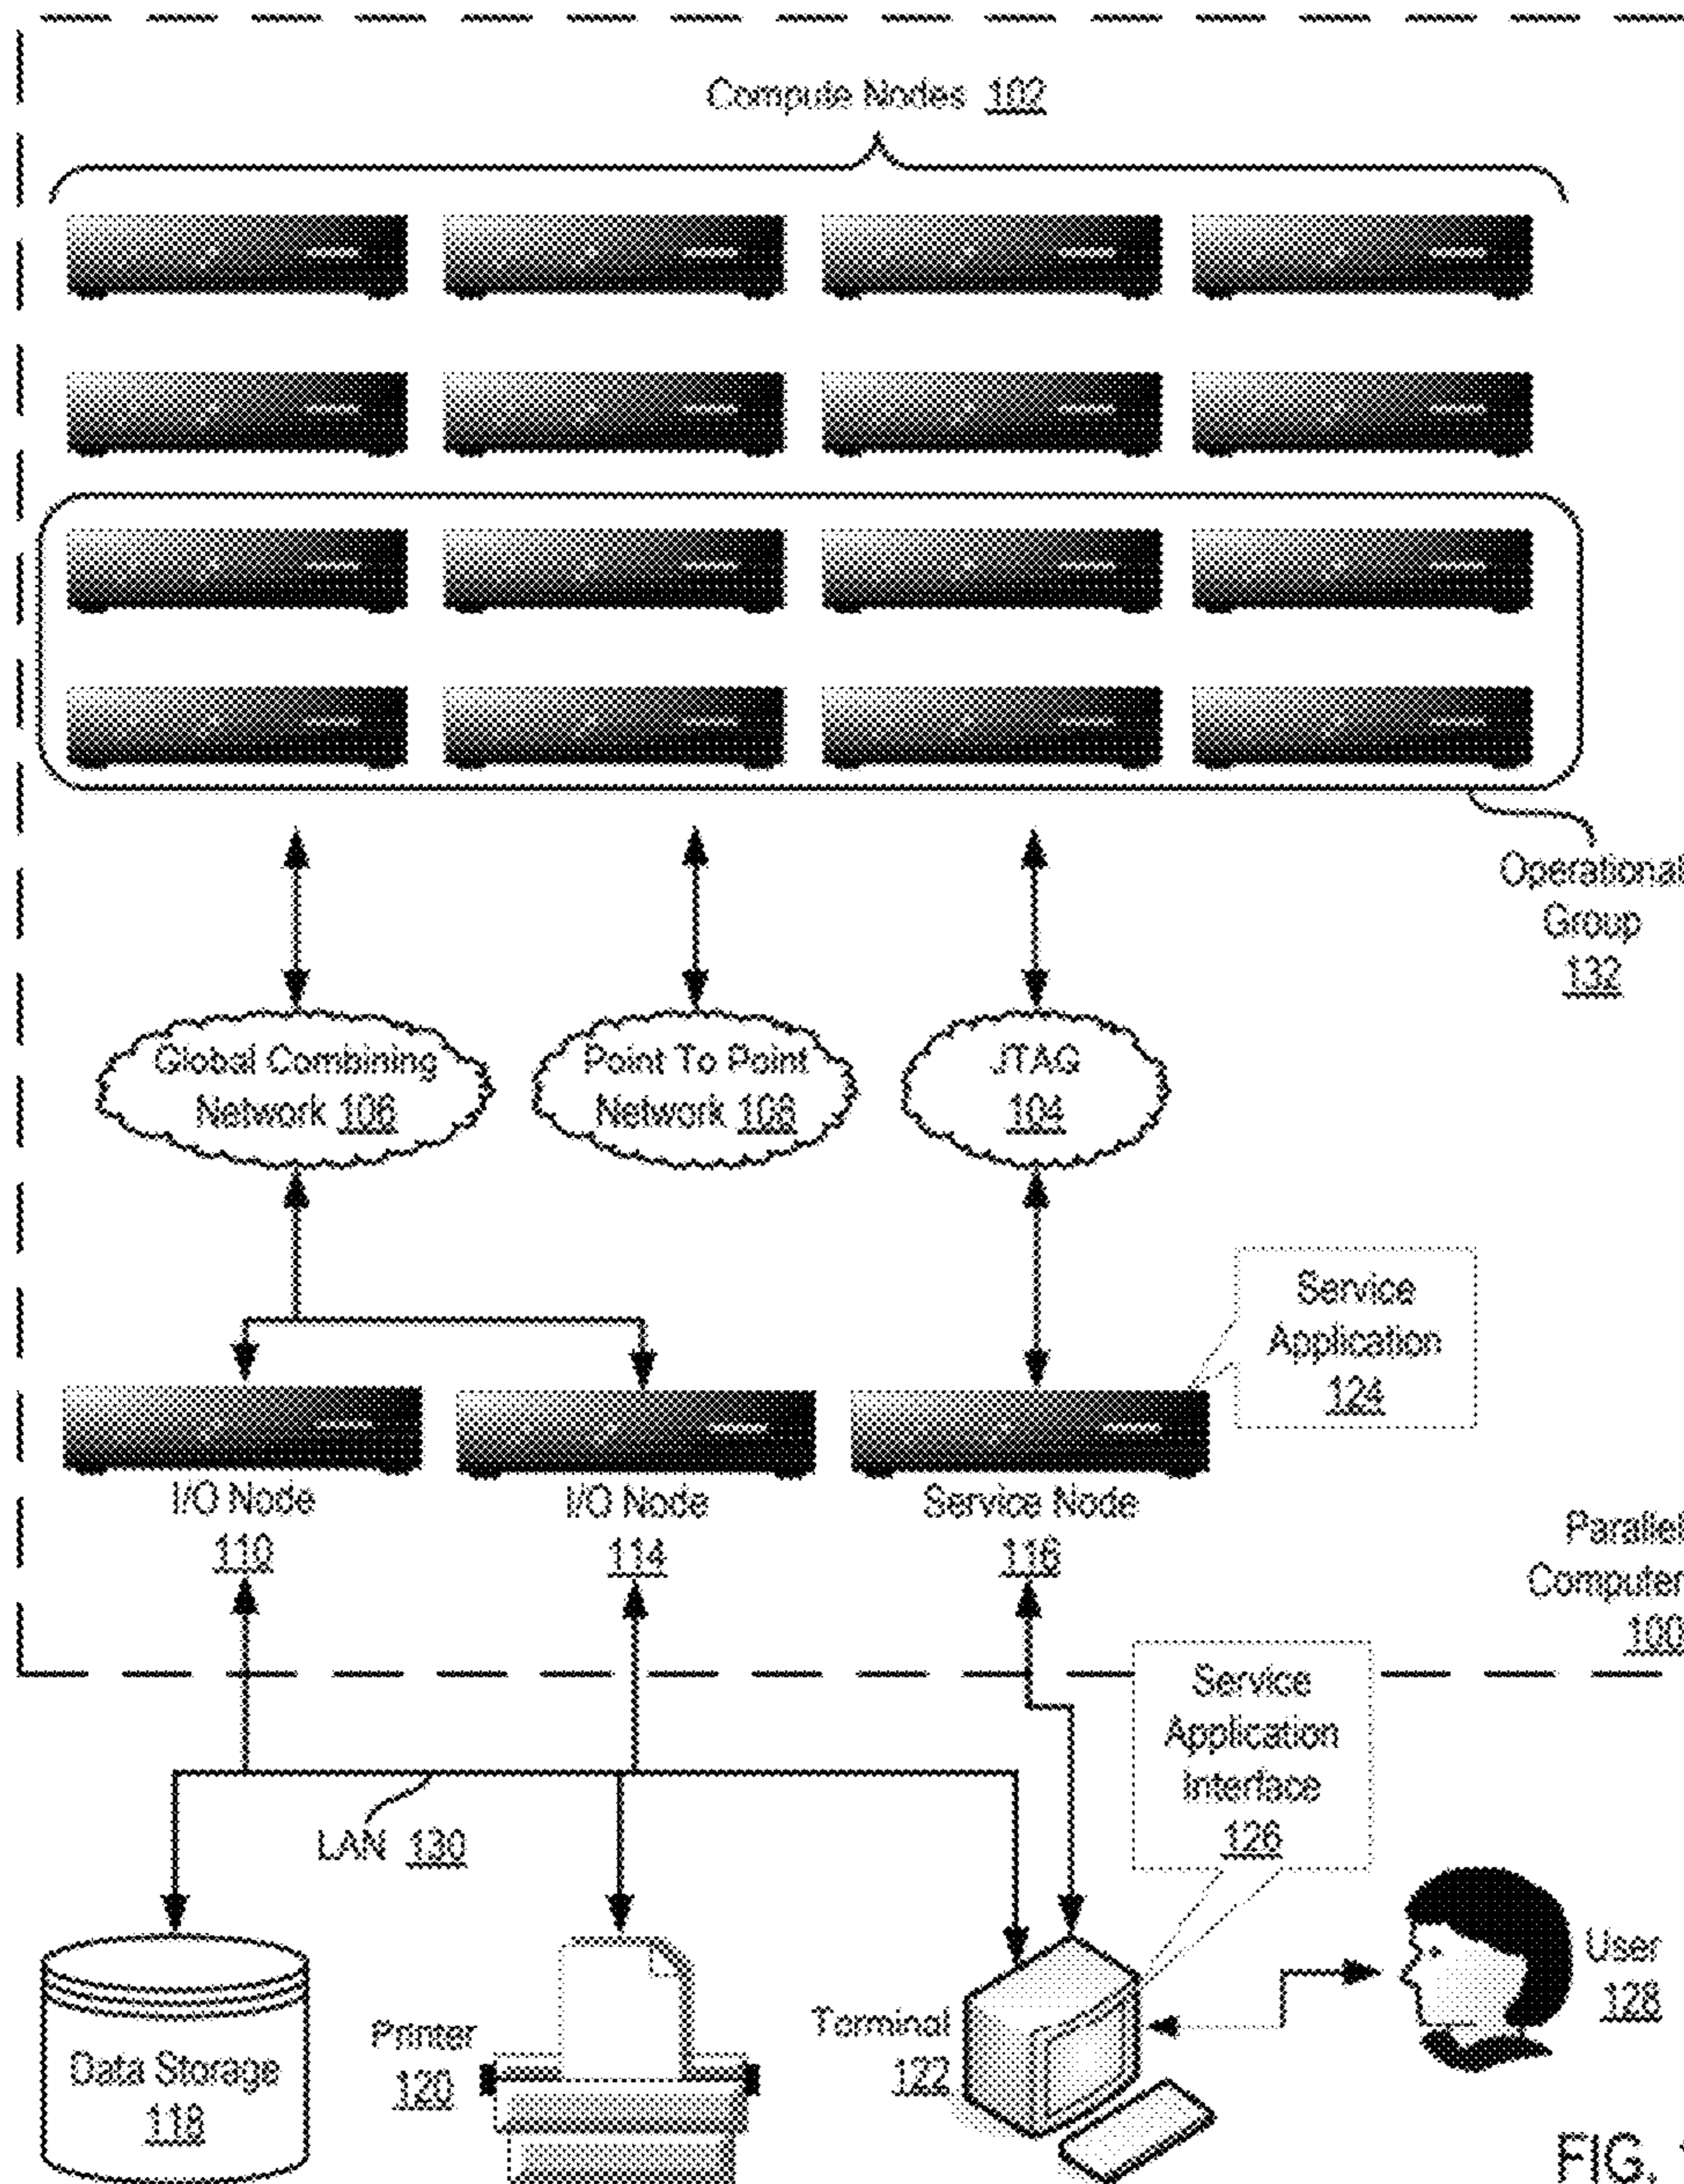 Compute Nodes 102
Operational
Group
132
Global Combining
Network 106
Point To Point
Network 108
JTAG
104
Service
Application
124
I/O Node
110
I/O Node
114
Service Node
116
Parallel
Computer
100
Service
Application
Interface
126
LAN 130
Data Storage
118
Printer
120
Terminal
122
User
128
FIG.